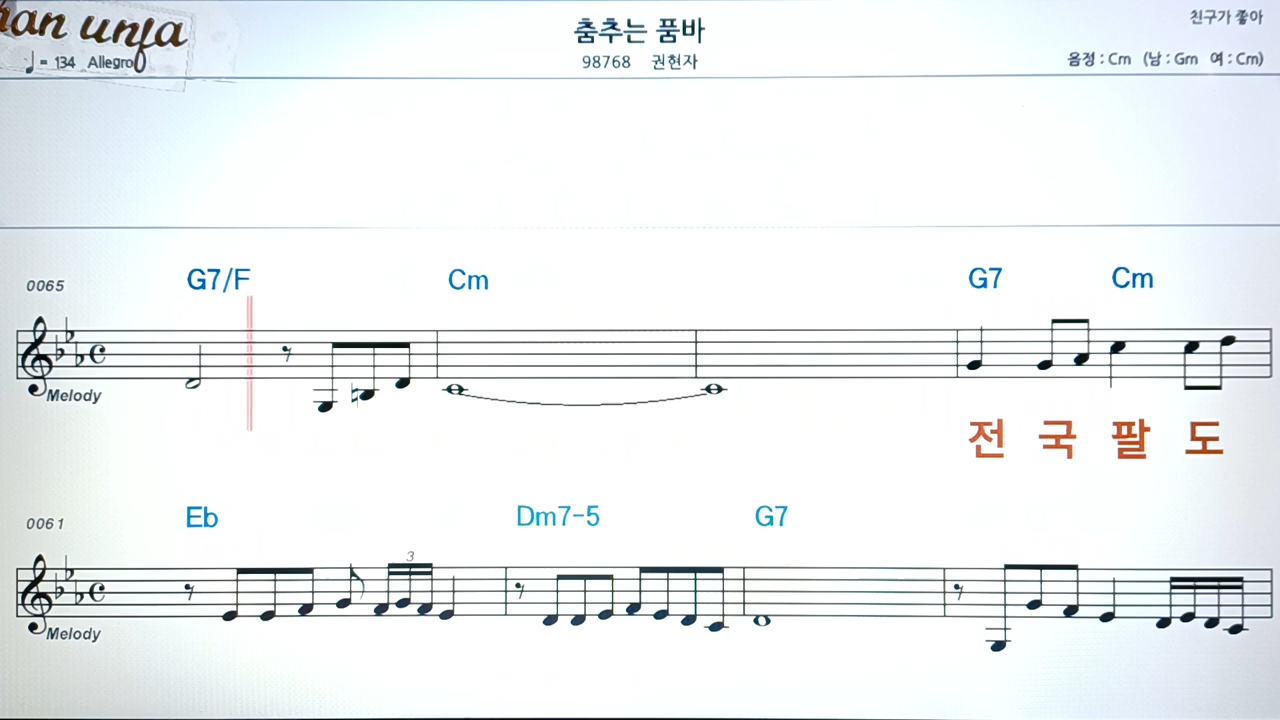 han unfa
춤추는 품바
친구가 좋아
♩= 134 Allegro
98768 권현자
음정 : Cm (남 : Gm 여 : Cm)
0065
G7/F Cm G7 Cm
Melody
전 국 팔 도
0061
Eb Dm7-5 G7
3
Melody